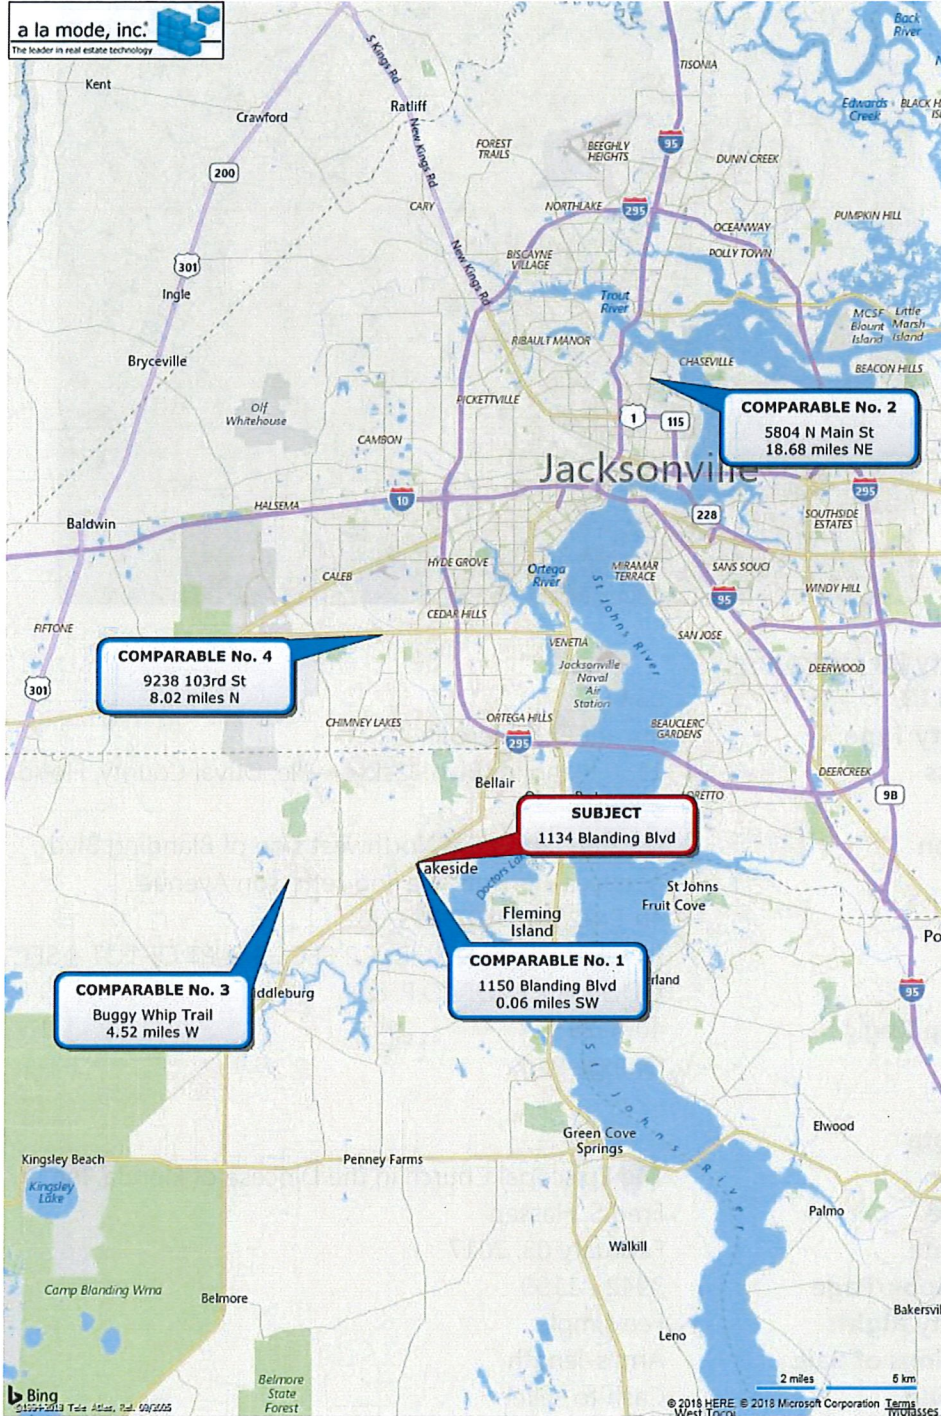 a la mode, inc.®
The leader in real estate technology
Back
River
S Kings Rd
TISONIA
Kent
Ratliff
Crawford
Edwards
Creek
New Kings Rd
95
FOREST
TRAILS
BEEGHLY
HEIGHTS
DUNN CREEK
200
CARY
NORTHLAKE
295
PUMPKIN HILL
OCEANWAY
New Kings Rd
BISCAYNE
VILLAGE
POLLY TOWN
301
Ingle
Trout
River
MCSF
Blount
Island
Little
Marsh
Island
RIBAULT MANOR
Bryceville
CHASEVILLE
BEACON HILLS
PICKETTVILLE
Olf
Whitehouse
COMPARABLE No. 2
5804 N Main St
18.68 miles NE
1
115
CAMBON
Jacksonville
10
295
HALSEMA
228
SOUTHSIDE
ESTATES
Baldwin
HYDE GROVE
Ortega
River
MIRAMAR
TERRACE
SANS SOUCI
CALEB
WINDY HILL
St Johns River
95
CEDAR HILLS
FIFTONE
VENETIA
SAN JOSE
COMPARABLE No. 4
9238 103rd St
8.02 miles N
Jacksonville
Naval
Air
Station
DEERWOOD
301
CHIMNEY LAKES
ORTEGA HILLS
BEAUCLERC
GARDENS
295
DEERCREEK
Bellair
9B
SUBJECT
1134 Blanding Blvd
akeside
Doctors
St Johns
Fruit Cove
Fleming
Island
COMPARABLE No. 1
1150 Blanding Blvd
0.06 miles SW
COMPARABLE No. 3
Buggy Whip Trail
4.52 miles W
iddleburg
erland
95
St Johns River
Elwood
Green Cove
Springs
Kingsley Beach
Penney Farms
Kingsley
Lake
Palmo
Walkill
Camp Blanding Wma
Belmore
Leno
Belmore
State
Forest
2 miles
5 km
Bing
© 2018 HERE, © 2018 Microsoft Corporation Terms